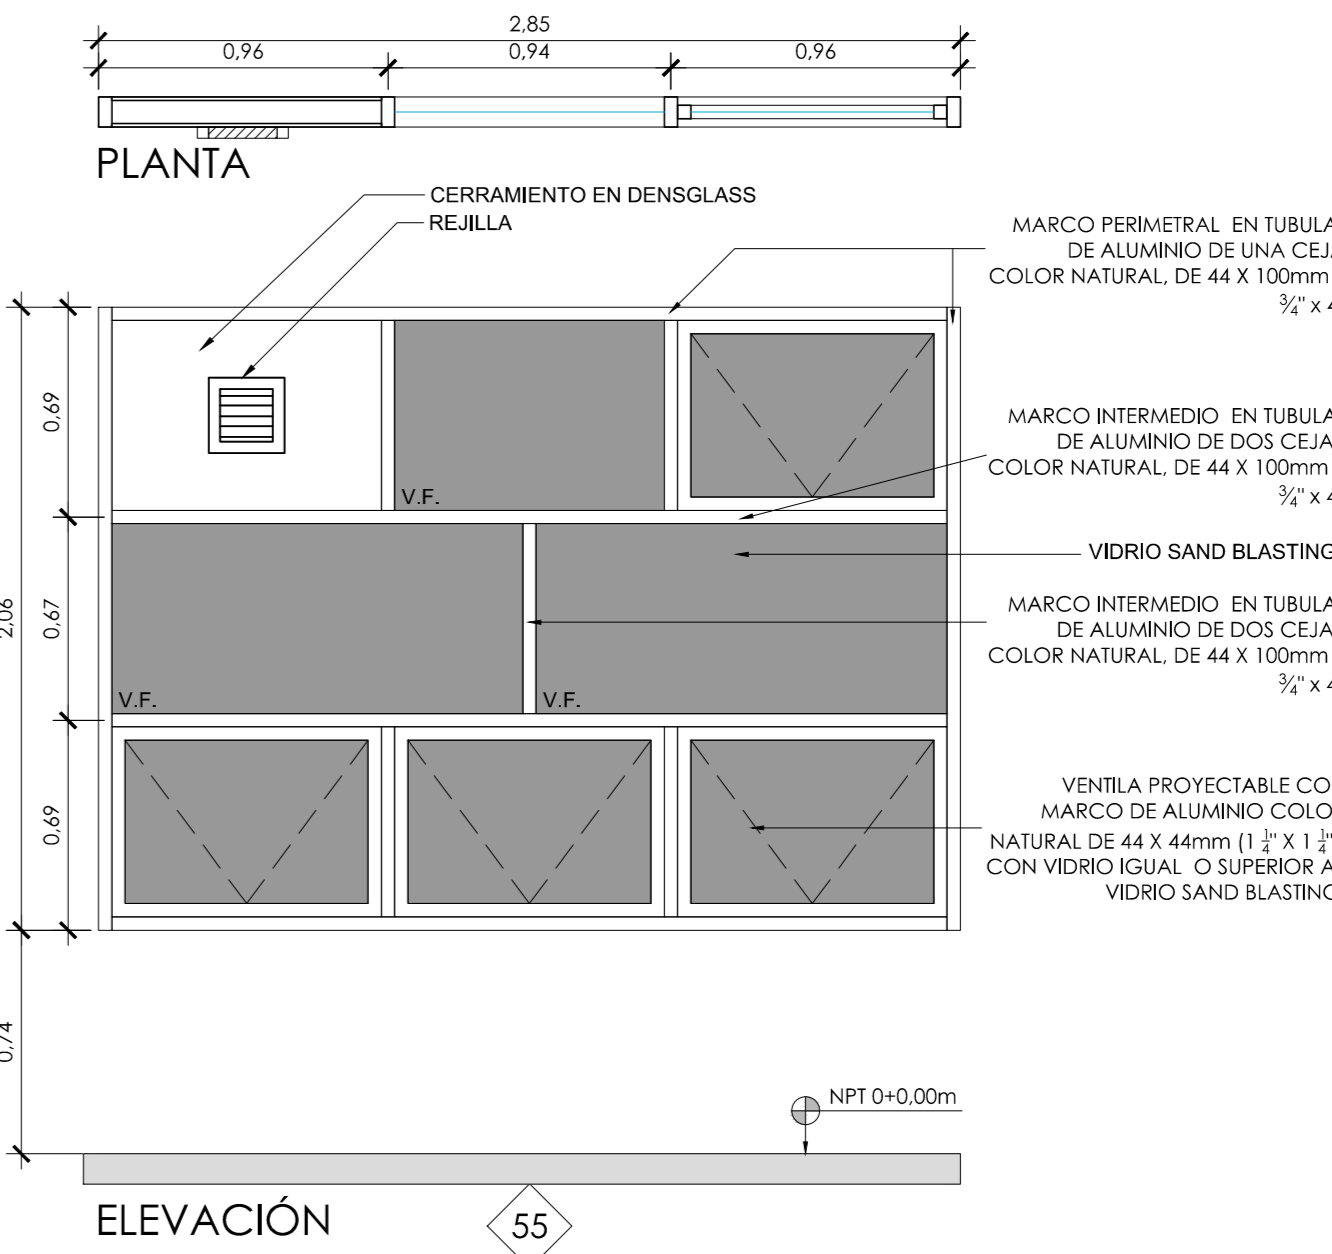 2,85
0,96
0,94
0,96
PLANTA
CERRAMIENTO EN DENSGLASS
REJILLA
MARCO PERIMETRAL EN TUBULA
DE ALUMINIO DE UNA CEJA
COLOR NATURAL, DE 44 X 100mm
¾" x 4
0,69
MARCO INTERMEDIO EN TUBULA
DE ALUMINIO DE DOS CEJA
COLOR NATURAL, DE 44 X 100mm
¾" x 4
V.F.
VIDRIO SAND BLASTING
2,06
0,67
MARCO INTERMEDIO EN TUBULA
DE ALUMINIO DE DOS CEJA
COLOR NATURAL, DE 44 X 100mm
¾" x 4
V.F.
V.F.
0,69
VENTILA PROYECTABLE CO
MARCO DE ALUMINIO COLO
NATURAL DE 44 X 44mm (1 ¼" X 1 ¼"
CON VIDRIO IGUAL O SUPERIOR A
VIDRIO SAND BLASTING
0,74
NPT 0+0,00m
ELEVACIÓN
55